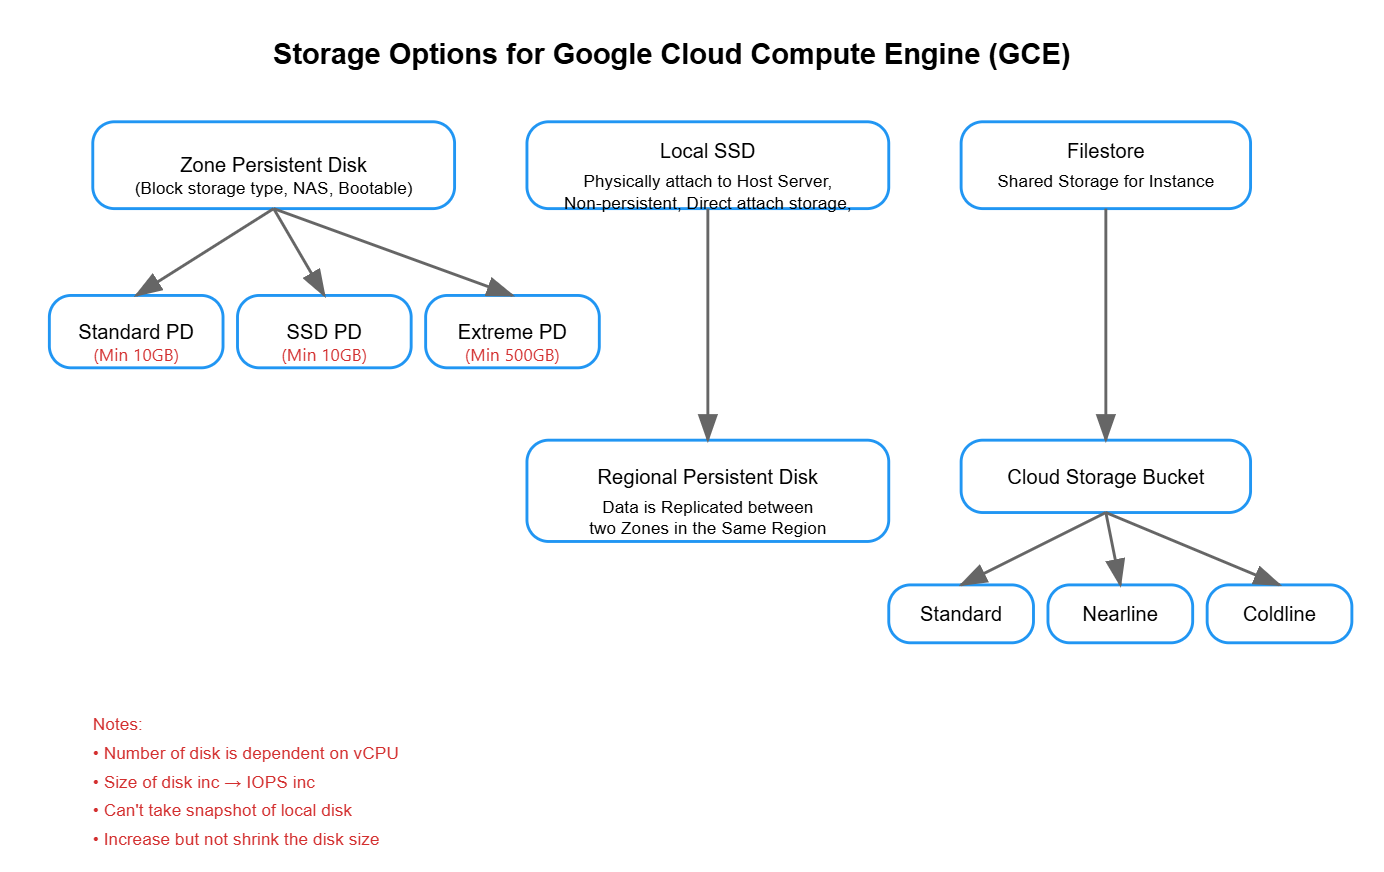 Storage Options for Google Cloud Compute Engine (GCE)
Zone Persistent Disk
(Block storage type, NAS, Bootable)
Local SSD
Physically attach to Host Server,
Non-persistent, Direct attach storage,
Filestore
Shared Storage for Instance
Standard PD
(Min 10GB)
SSD PD
(Min 10GB)
Extreme PD
(Min 500GB)
Regional Persistent Disk
Data is Replicated between
two Zones in the Same Region
Cloud Storage Bucket
Standard
Nearline
Coldline
Notes:
• Number of disk is dependent on vCPU
• Size of disk inc → IOPS inc
• Can't take snapshot of local disk
• Increase but not shrink the disk size